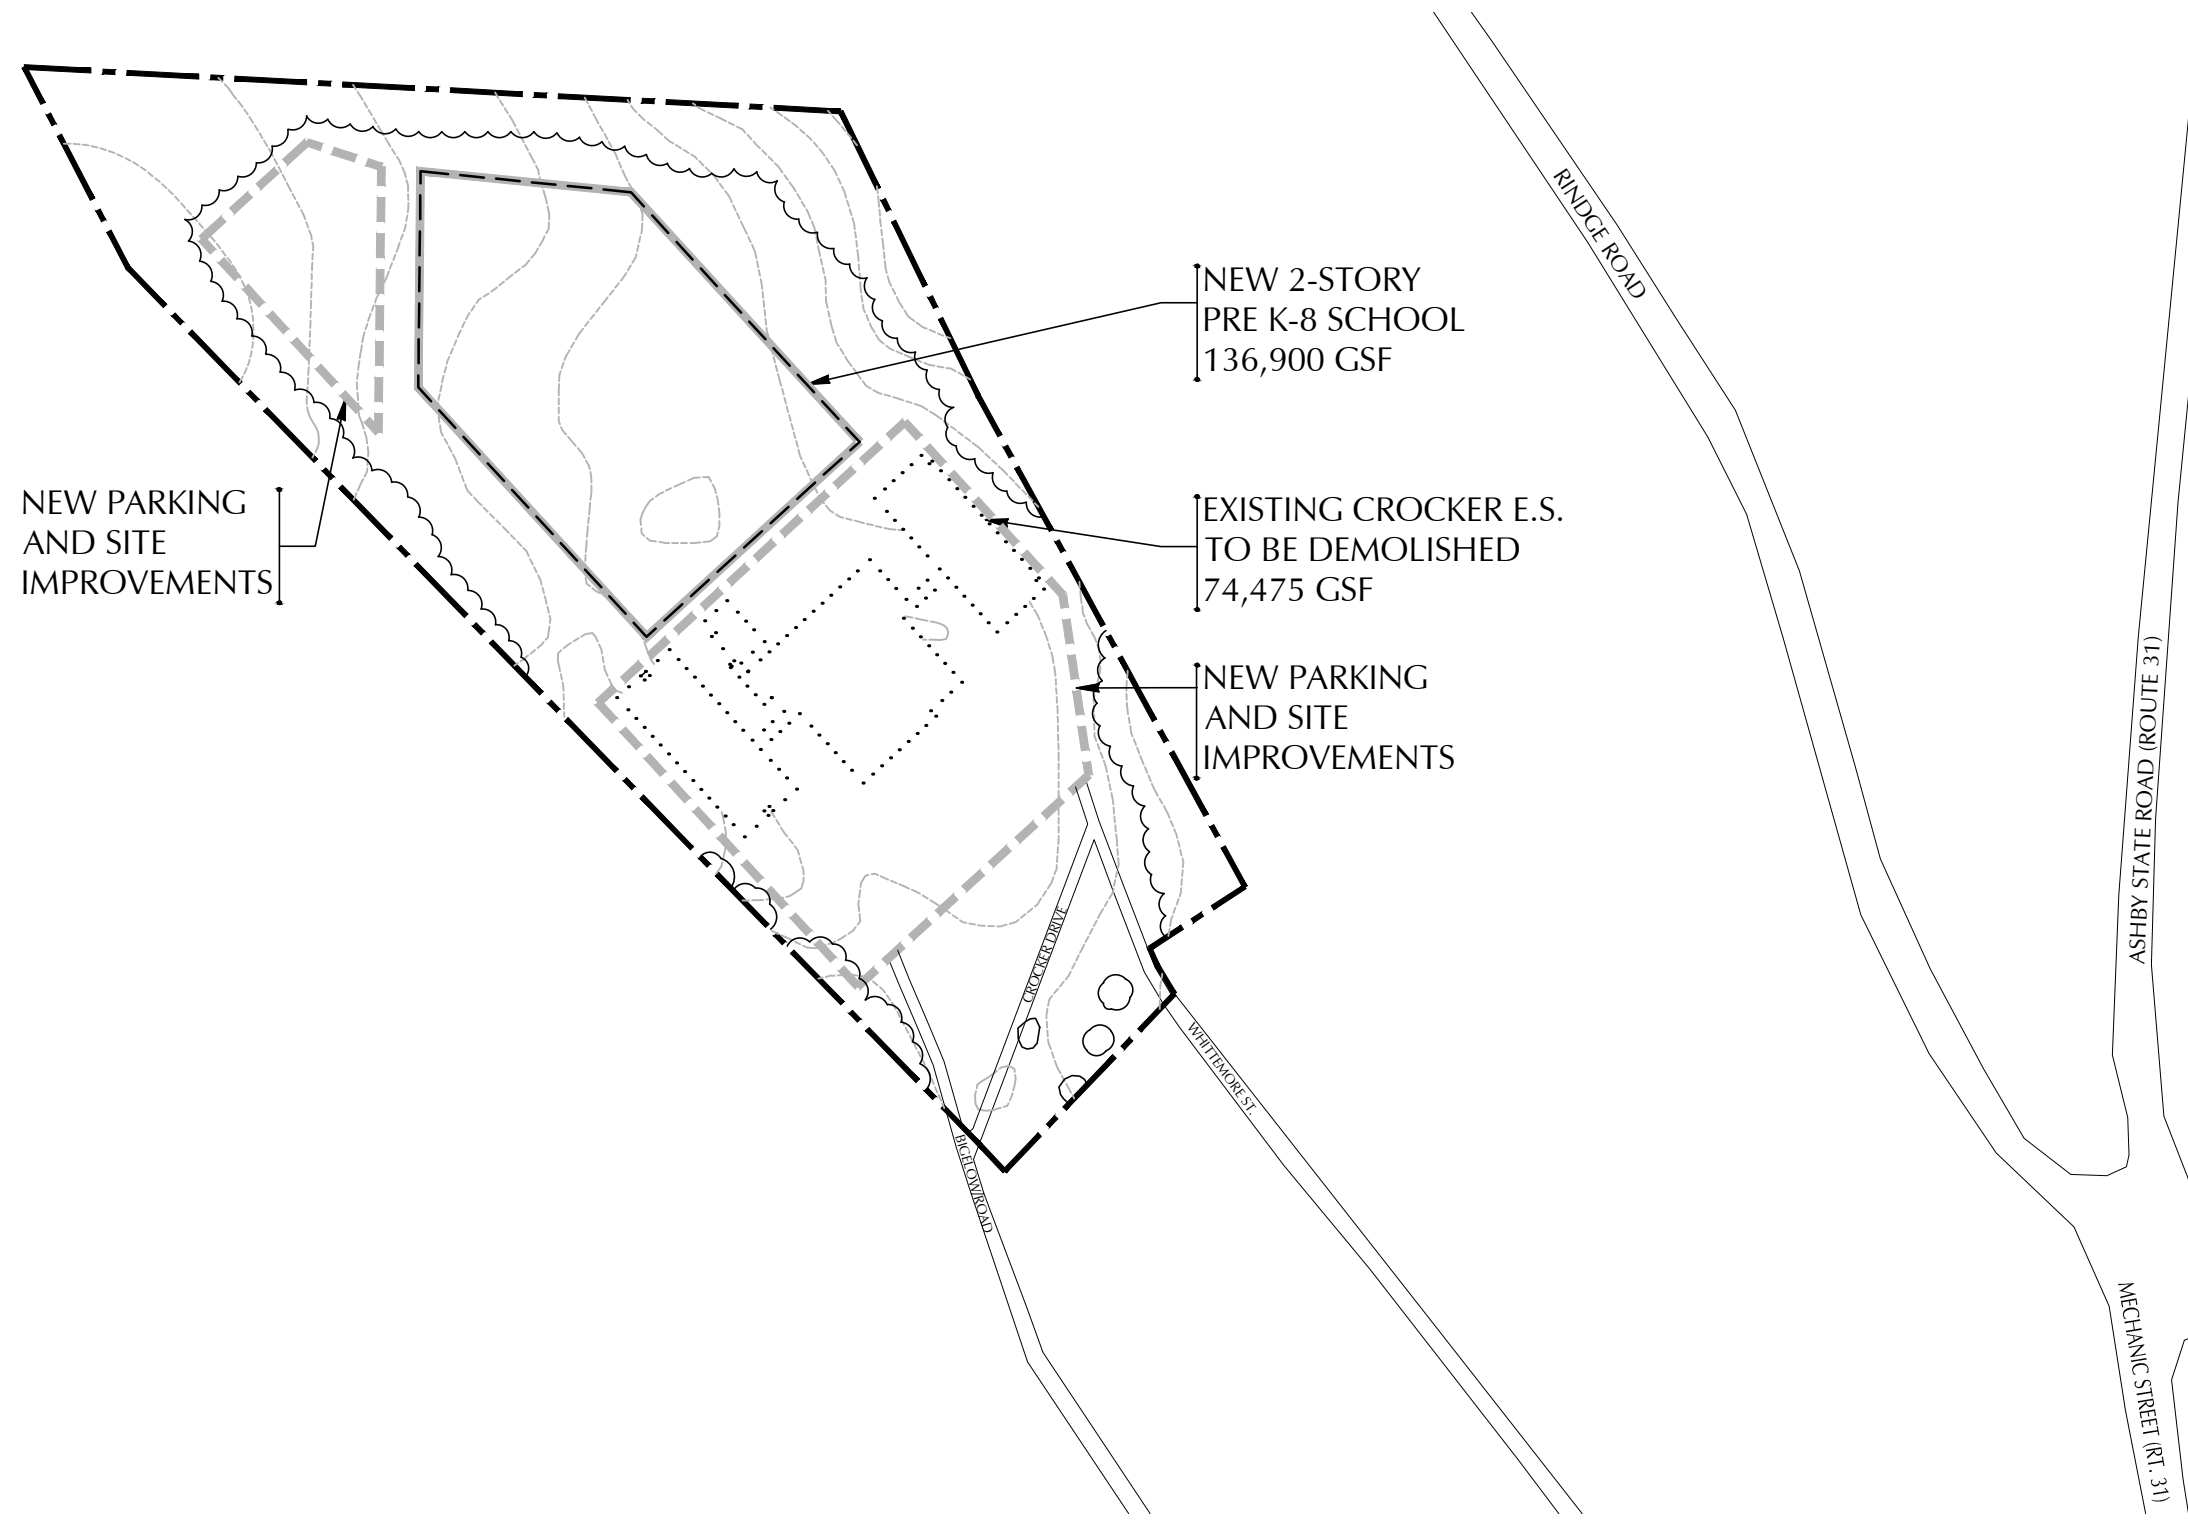 NEW 2-STORY
PRE K-8 SCHOOL
136,900 GSF
RINDGE ROAD
NEW PARKING
AND SITE
IMPROVEMENTS
EXISTING CROCKER E.S.
TO BE DEMOLISHED
74,475 GSF
NEW PARKING
AND SITE
IMPROVEMENTS
ASHBY STATE ROAD (ROUTE 31)
CROCKER DRIVE
WHITTEMORE ST.
BIGELOW ROAD
MECHANIC STREET (RT. 31)